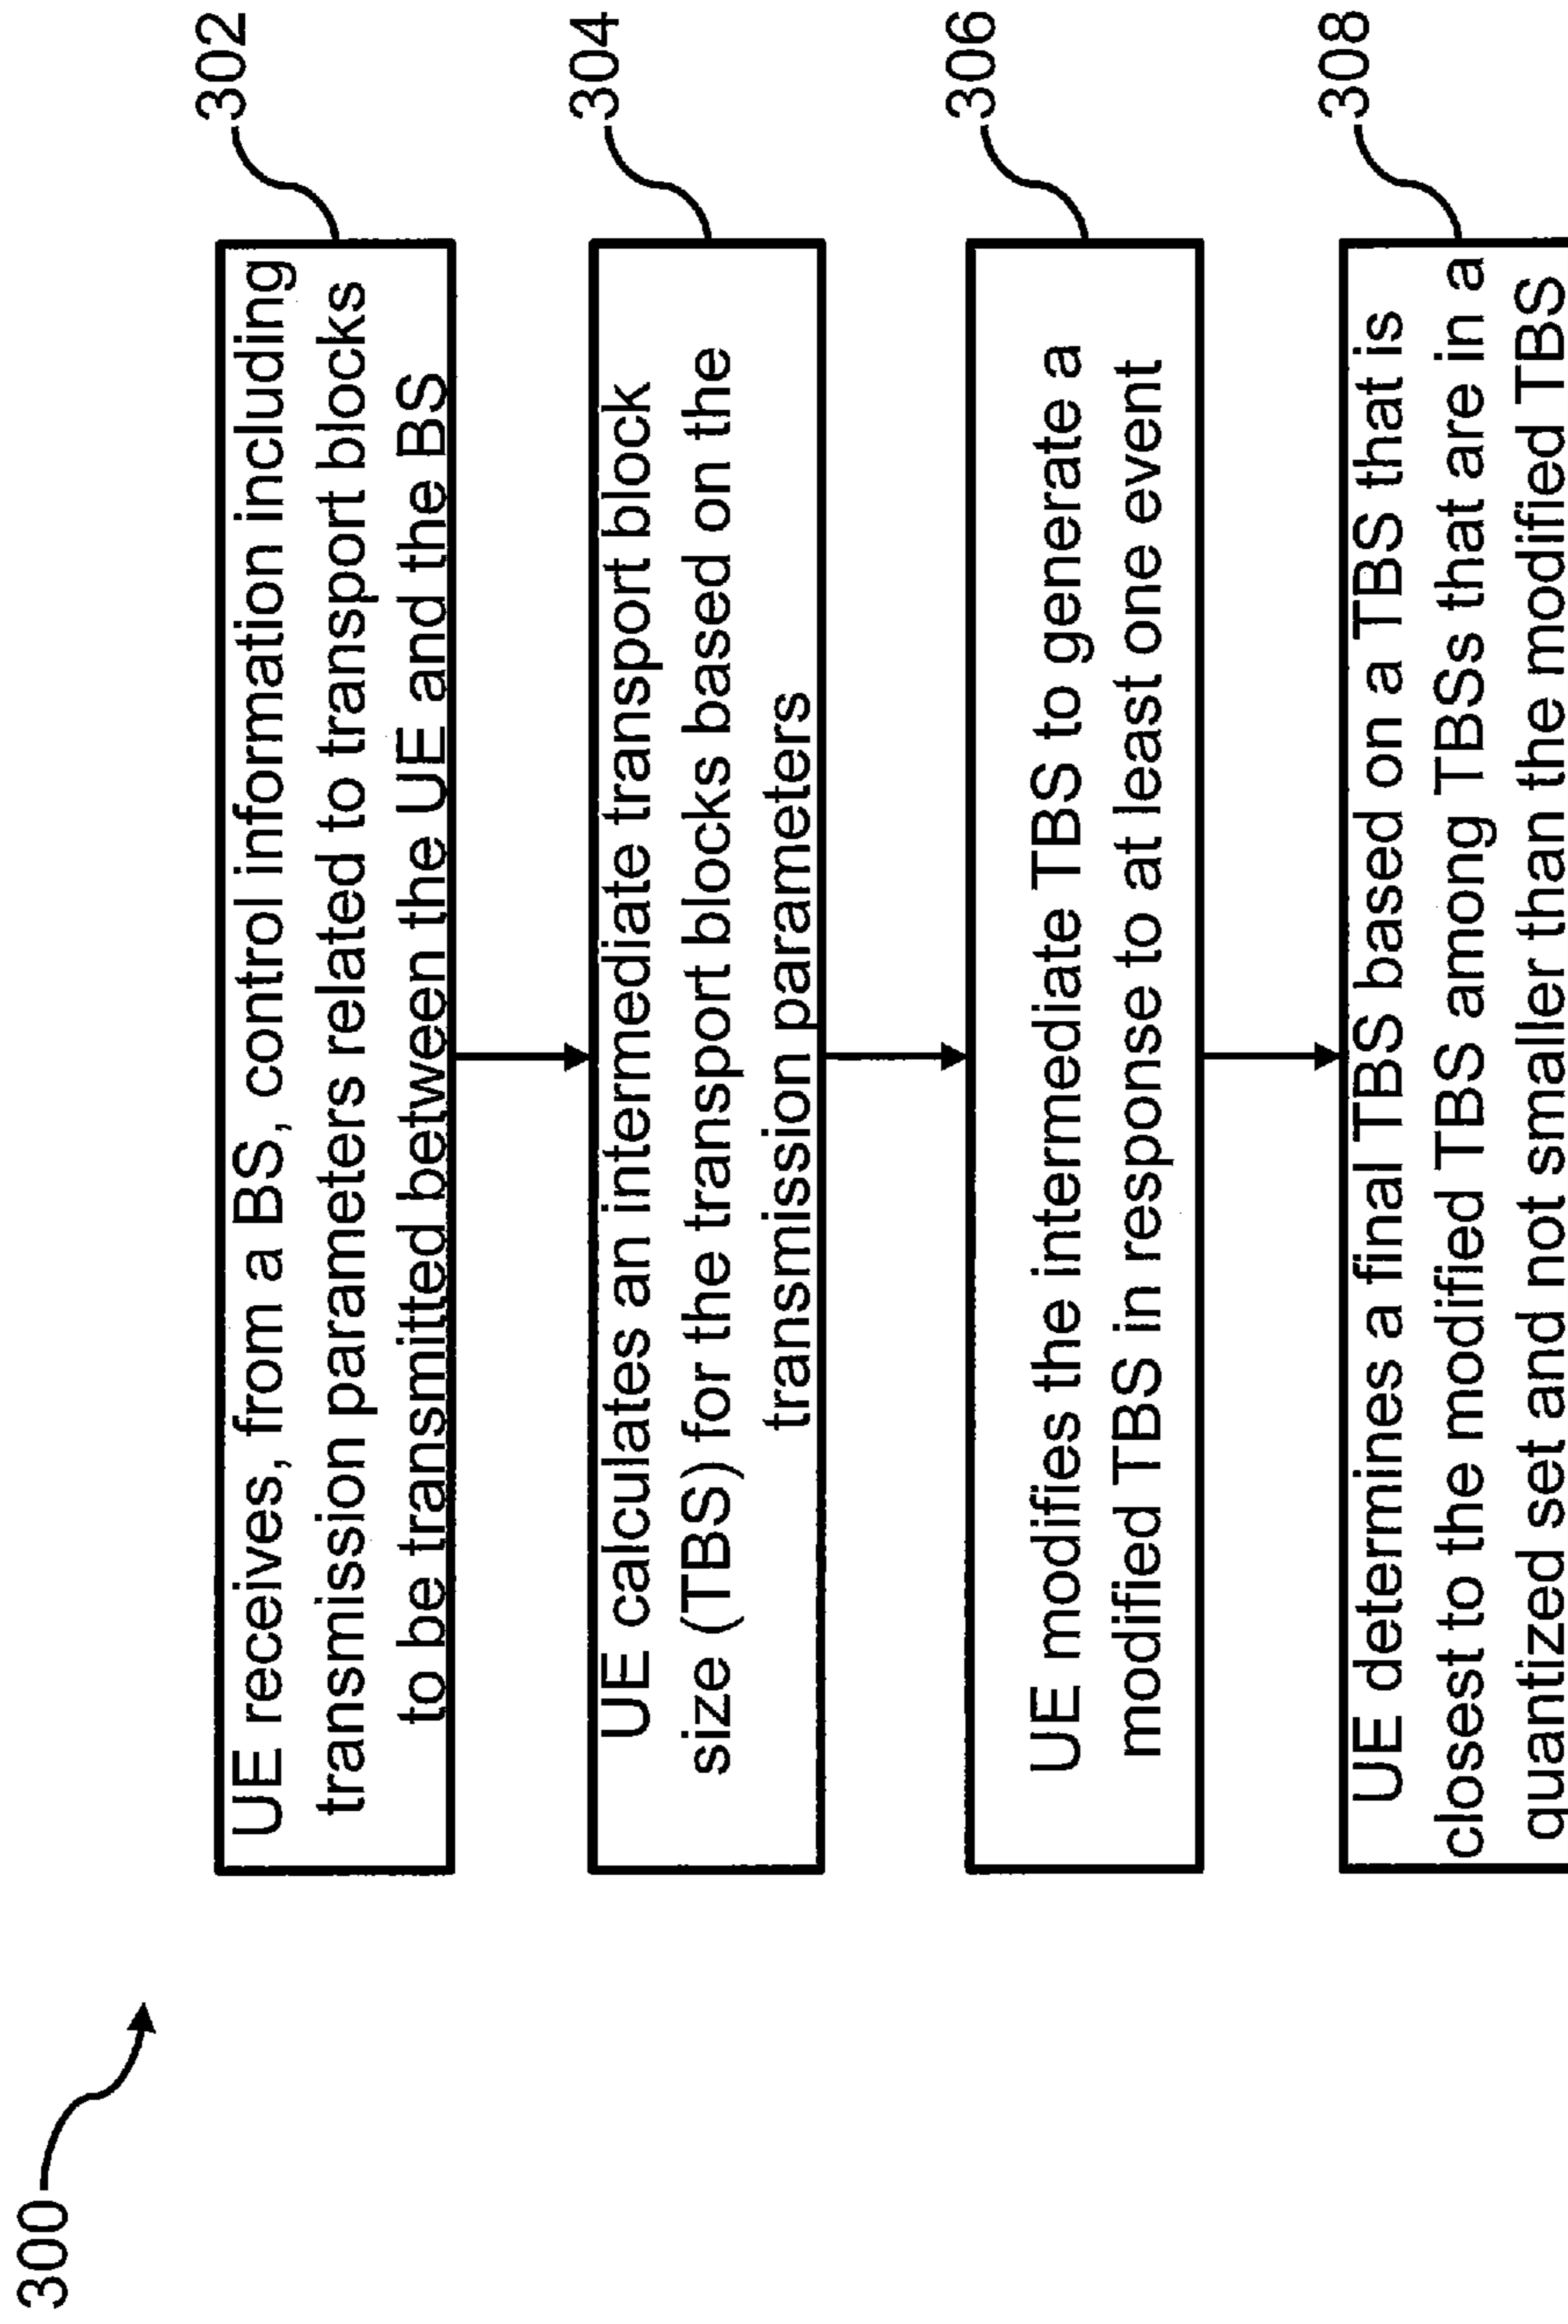 300
UE receives, from a BS, control information including
transmission parameters related to transport blocks
to be transmitted between the UE and the BS
302
UE calculates an intermediate transport block
size (TBS) for the transport blocks based on the
transmission parameters
304
UE modifies the intermediate TBS to generate a
modified TBS in response to at least one event
306
UE determines a final TBS based on a TBS that is
closest to the modified TBS among TBSs that are in a
quantized set and not smaller than the modified TBS
308